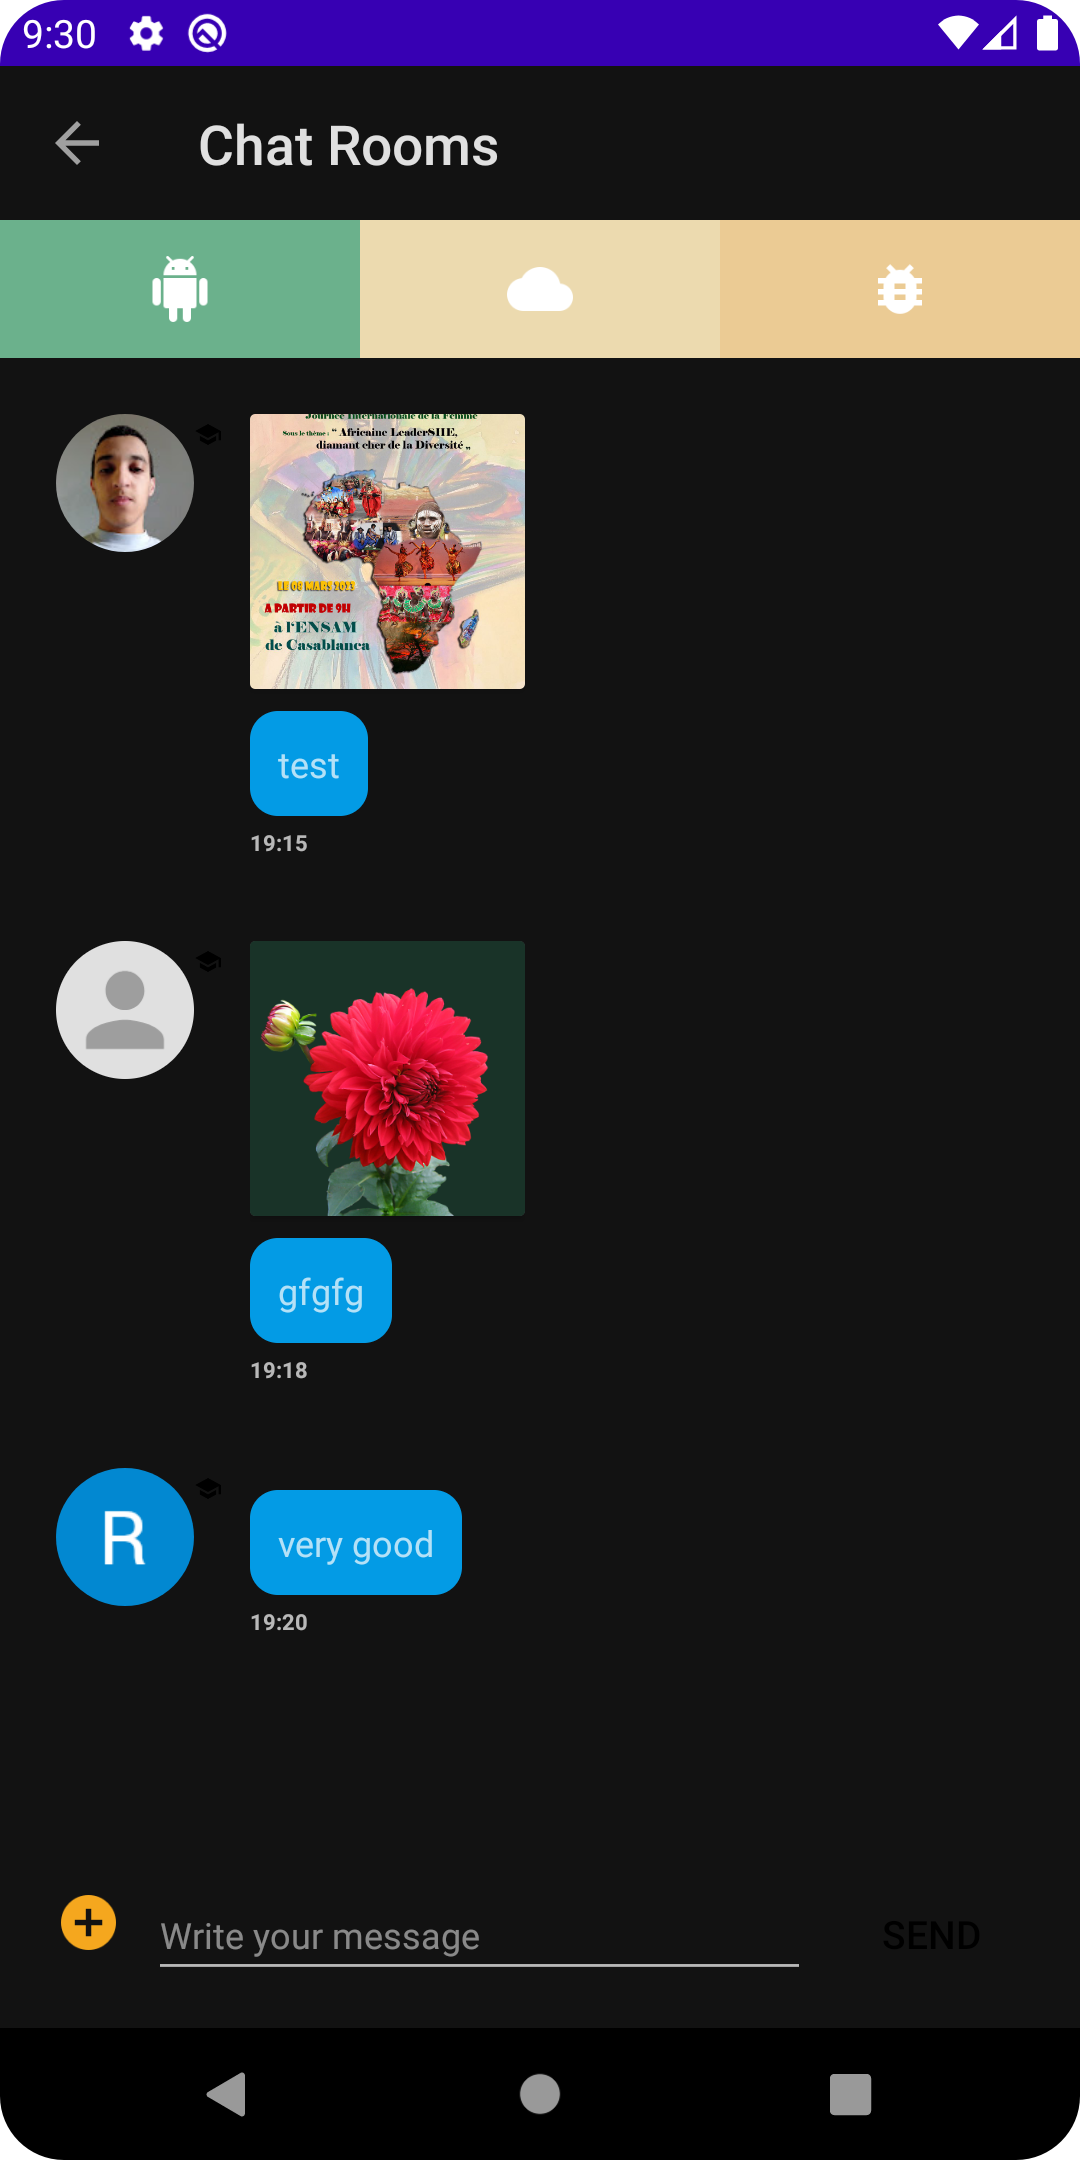 9:30
Chat Rooms
Journée Internationale de la Femme
Sous le thème : “ Africaine LeaderSHE,
diamant cher de la Diversité „
LE 08 MARS 2023
A PARTIR DE 9H
à l'ENSAM
de Casablanca
test
19:15
gfgfg
19:18
R
very good
19:20
Write your message
SEND